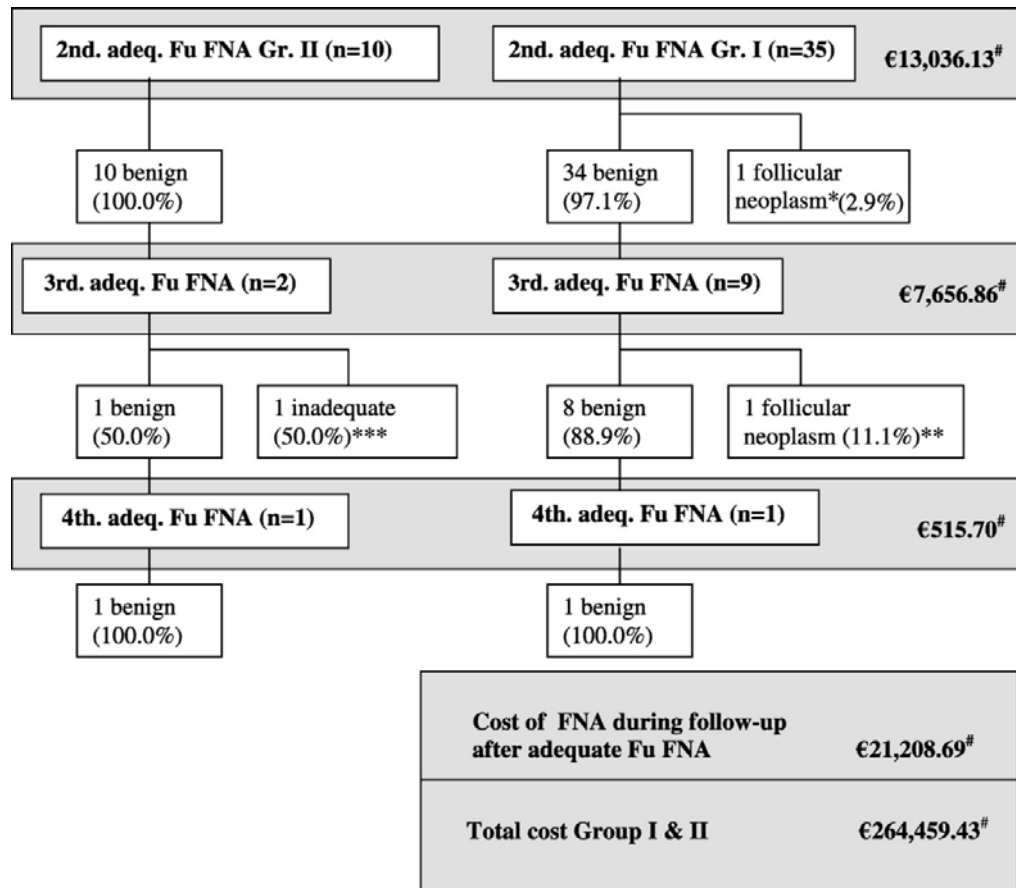 2nd. adeq. Fu FNA Gr. II (n=10)
2nd. adeq. Fu FNA Gr. I (n=35)
€13,036.13#
10 benign
(100.0%)
34 benign
(97.1%)
1 follicular
neoplasm*(2.9%)
3rd. adeq. Fu FNA (n=2)
3rd. adeq. Fu FNA (n=9)
€7,656.86#
1 benign
(50.0%)
1 inadequate
(50.0%)***
8 benign
(88.9%)
1 follicular
neoplasm (11.1%)**
4th. adeq. Fu FNA (n=1)
4th. adeq. Fu FNA (n=1)
€515.70#
1 benign
(100.0%)
1 benign
(100.0%)
Cost of FNA during follow-up
after adequate Fu FNA
€21,208.69#
Total cost Group I & II
€264,459.43#